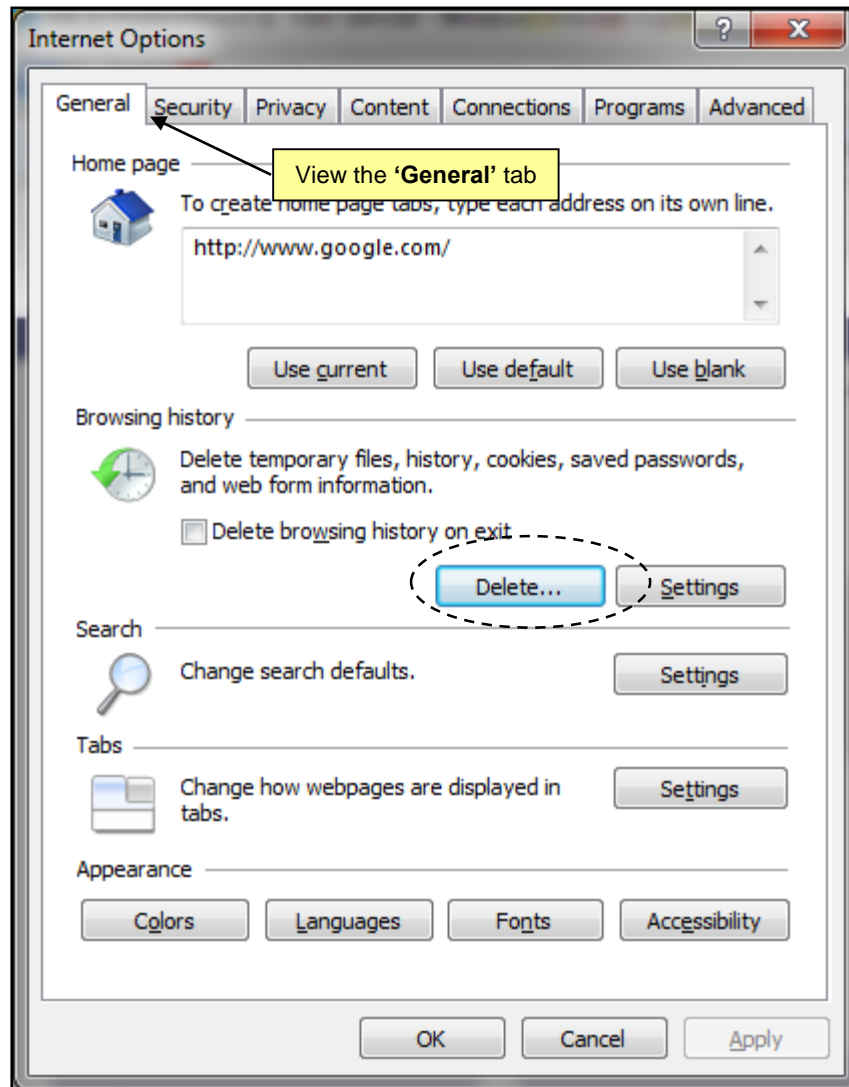 Internet Options
General Security Privacy Content Connections Programs Advanced
Home page
View the ‘General’ tab
To create home page tabs, type each address on its own line.
http://www.google.com/
Use current Use default Use blank
Browsing history
Delete temporary files, history, cookies, saved passwords,
and web form information.
Delete browsing history on exit
Delete... Settings
Search
Change search defaults. Settings
Tabs
Change how webpages are displayed in Settings
tabs.
Appearance
Colors Languages Fonts Accessibility
OK Cancel Apply